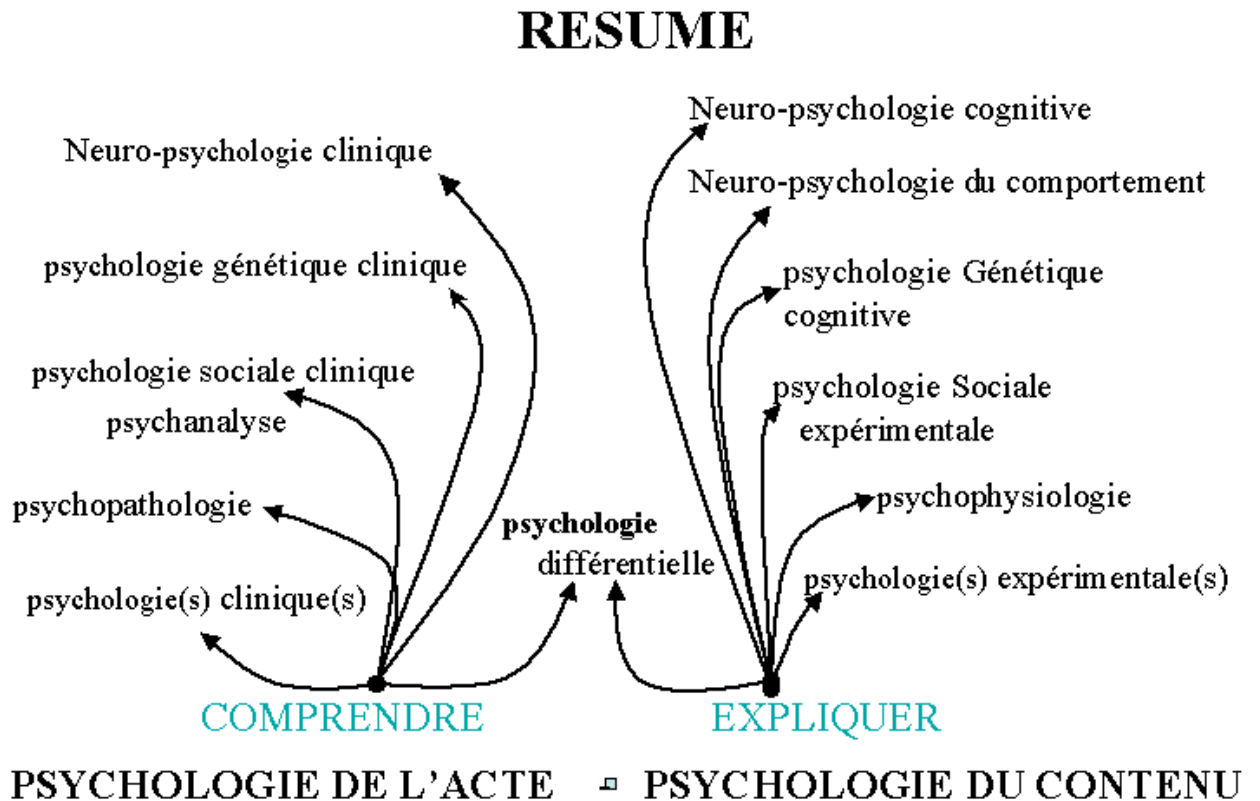 RESUME
Neuro-psychologie clinique
psychologie génétique clinique
psychologie sociale clinique
psychanalyse
psychopathologie
psychologie(s) clinique(s)
psychologie
différentielle
Neuro-psychologie cognitive
Neuro-psychologie du comportement
psychologie Génétique
cognitive
psychologie Sociale
expérimentale
psychophysiologie
psychologie(s) expérimentale(s)
COMPRENDRE
EXPLIQUER
PSYCHOLOGIE DE L’ACTE
PSYCHOLOGIE DU CONTENU